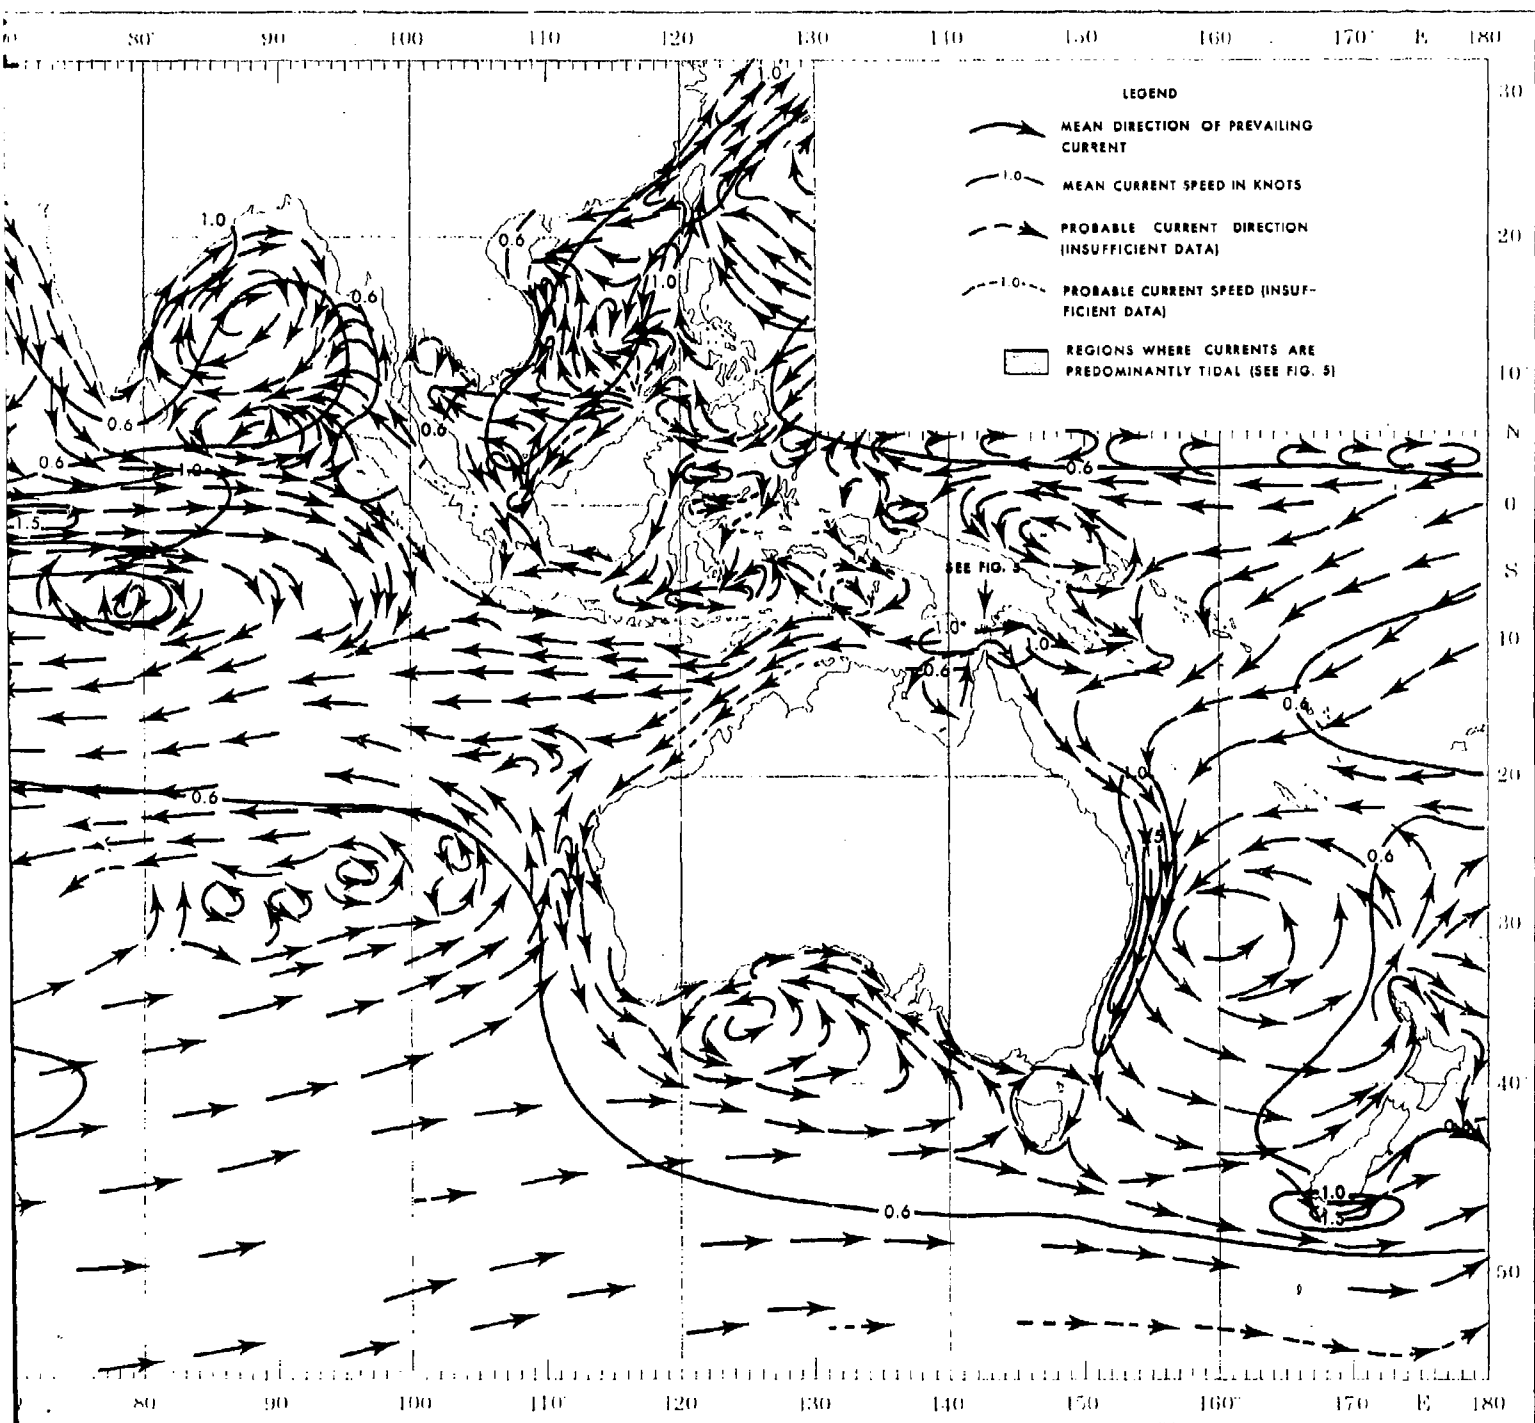 80° 90 100 110 120 130 140 150 160 170° E 180
30
LEGEND
MEAN DIRECTION OF PREVAILING
CURRENT
1.0
MEAN CURRENT SPEED IN KNOTS
PROBABLE CURRENT DIRECTION
(INSUFFICIENT DATA)
1.0
PROBABLE CURRENT SPEED (INSUF-
FICIENT DATA)
REGIONS WHERE CURRENTS ARE
PREDOMINANTLY TIDAL (SEE FIG. 5)
1.0
1.0
0.6
20
1.0
0.6
10
0.6
0.6
N
0.6
1.0
0.6
0
1.5
SEE FIG. 5
S
1.0
1.0
10
0.6
0.6
1.0
20
0.6
.5
0.6
30
40
0.6
1.0
1.5
0.6
50
80 90 100 110 120 130 140 150 160 170 E 180